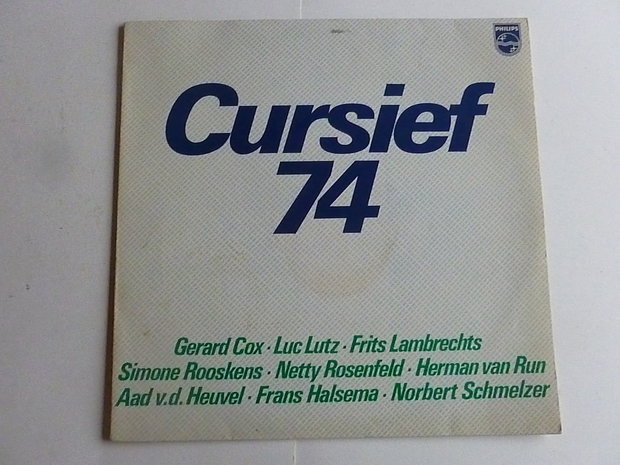 PHILIPS
Cursief
74
Gerard Cox · Luc Lutz · Frits Lambrechts
Simone Rooskens · Netty Rosenfeld · Herman van Run
Aad v.d. Heuvel · Frans Halsema · Norbert Schmelzer